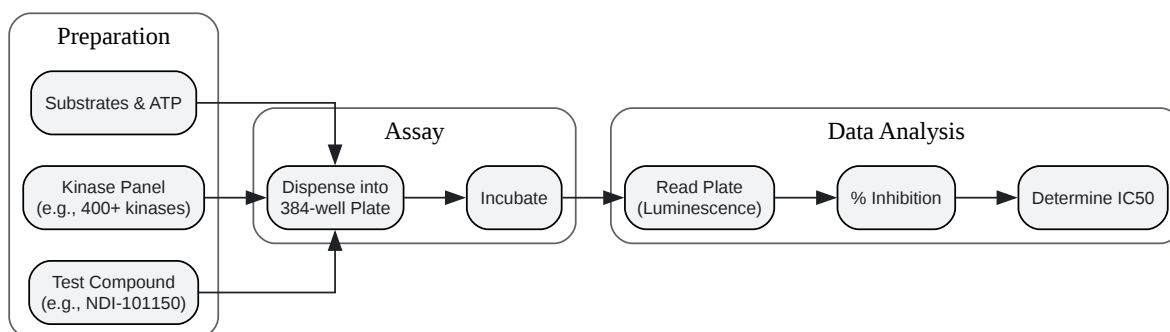 Preparation
Substrates & ATP
Kinase Panel
(e.g., 400+ kinases)
Test Compound
(e.g., NDI-101150)
Assay
Dispense into
384-well Plate
Incubate
Data Analysis
Read Plate
(Luminescence)
% Inhibition
Determine IC50